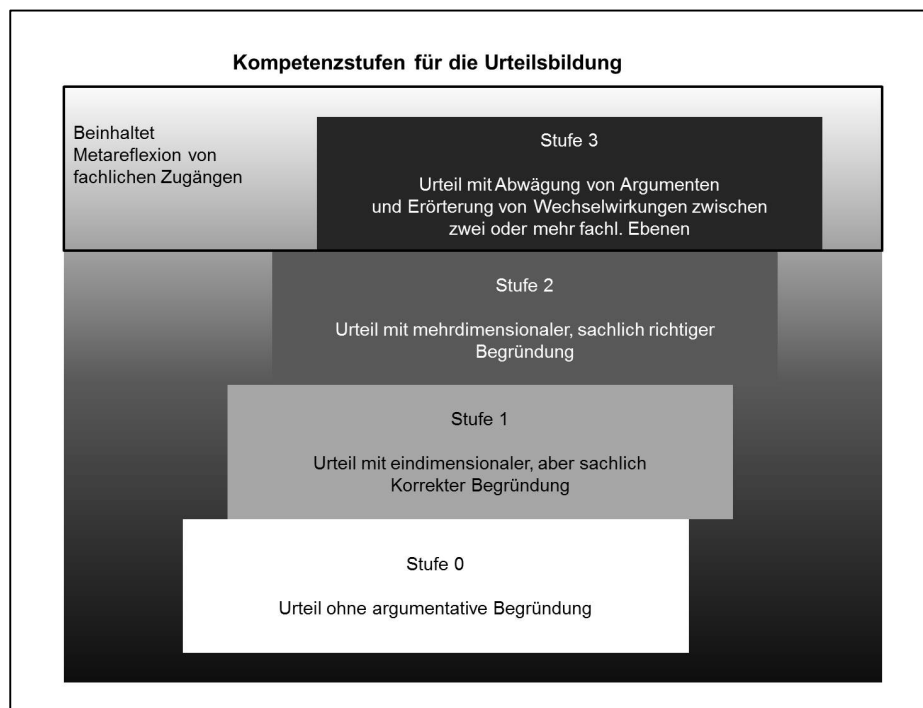 Kompetenzstufen für die Urteilsbildung
Beinhaltet
Metareflexion von
fachlichen Zugängen
Stufe 3
Urteil mit Abwägung von Argumenten
und Erörterung von Wechselwirkungen zwischen
zwei oder mehr fachl. Ebenen
Stufe 2
Urteil mit mehrdimensionaler, sachlich richtiger
Begründung
Stufe 1
Urteil mit eindimensionaler, aber sachlich
Korrekter Begründung
Stufe 0
Urteil ohne argumentative Begründung